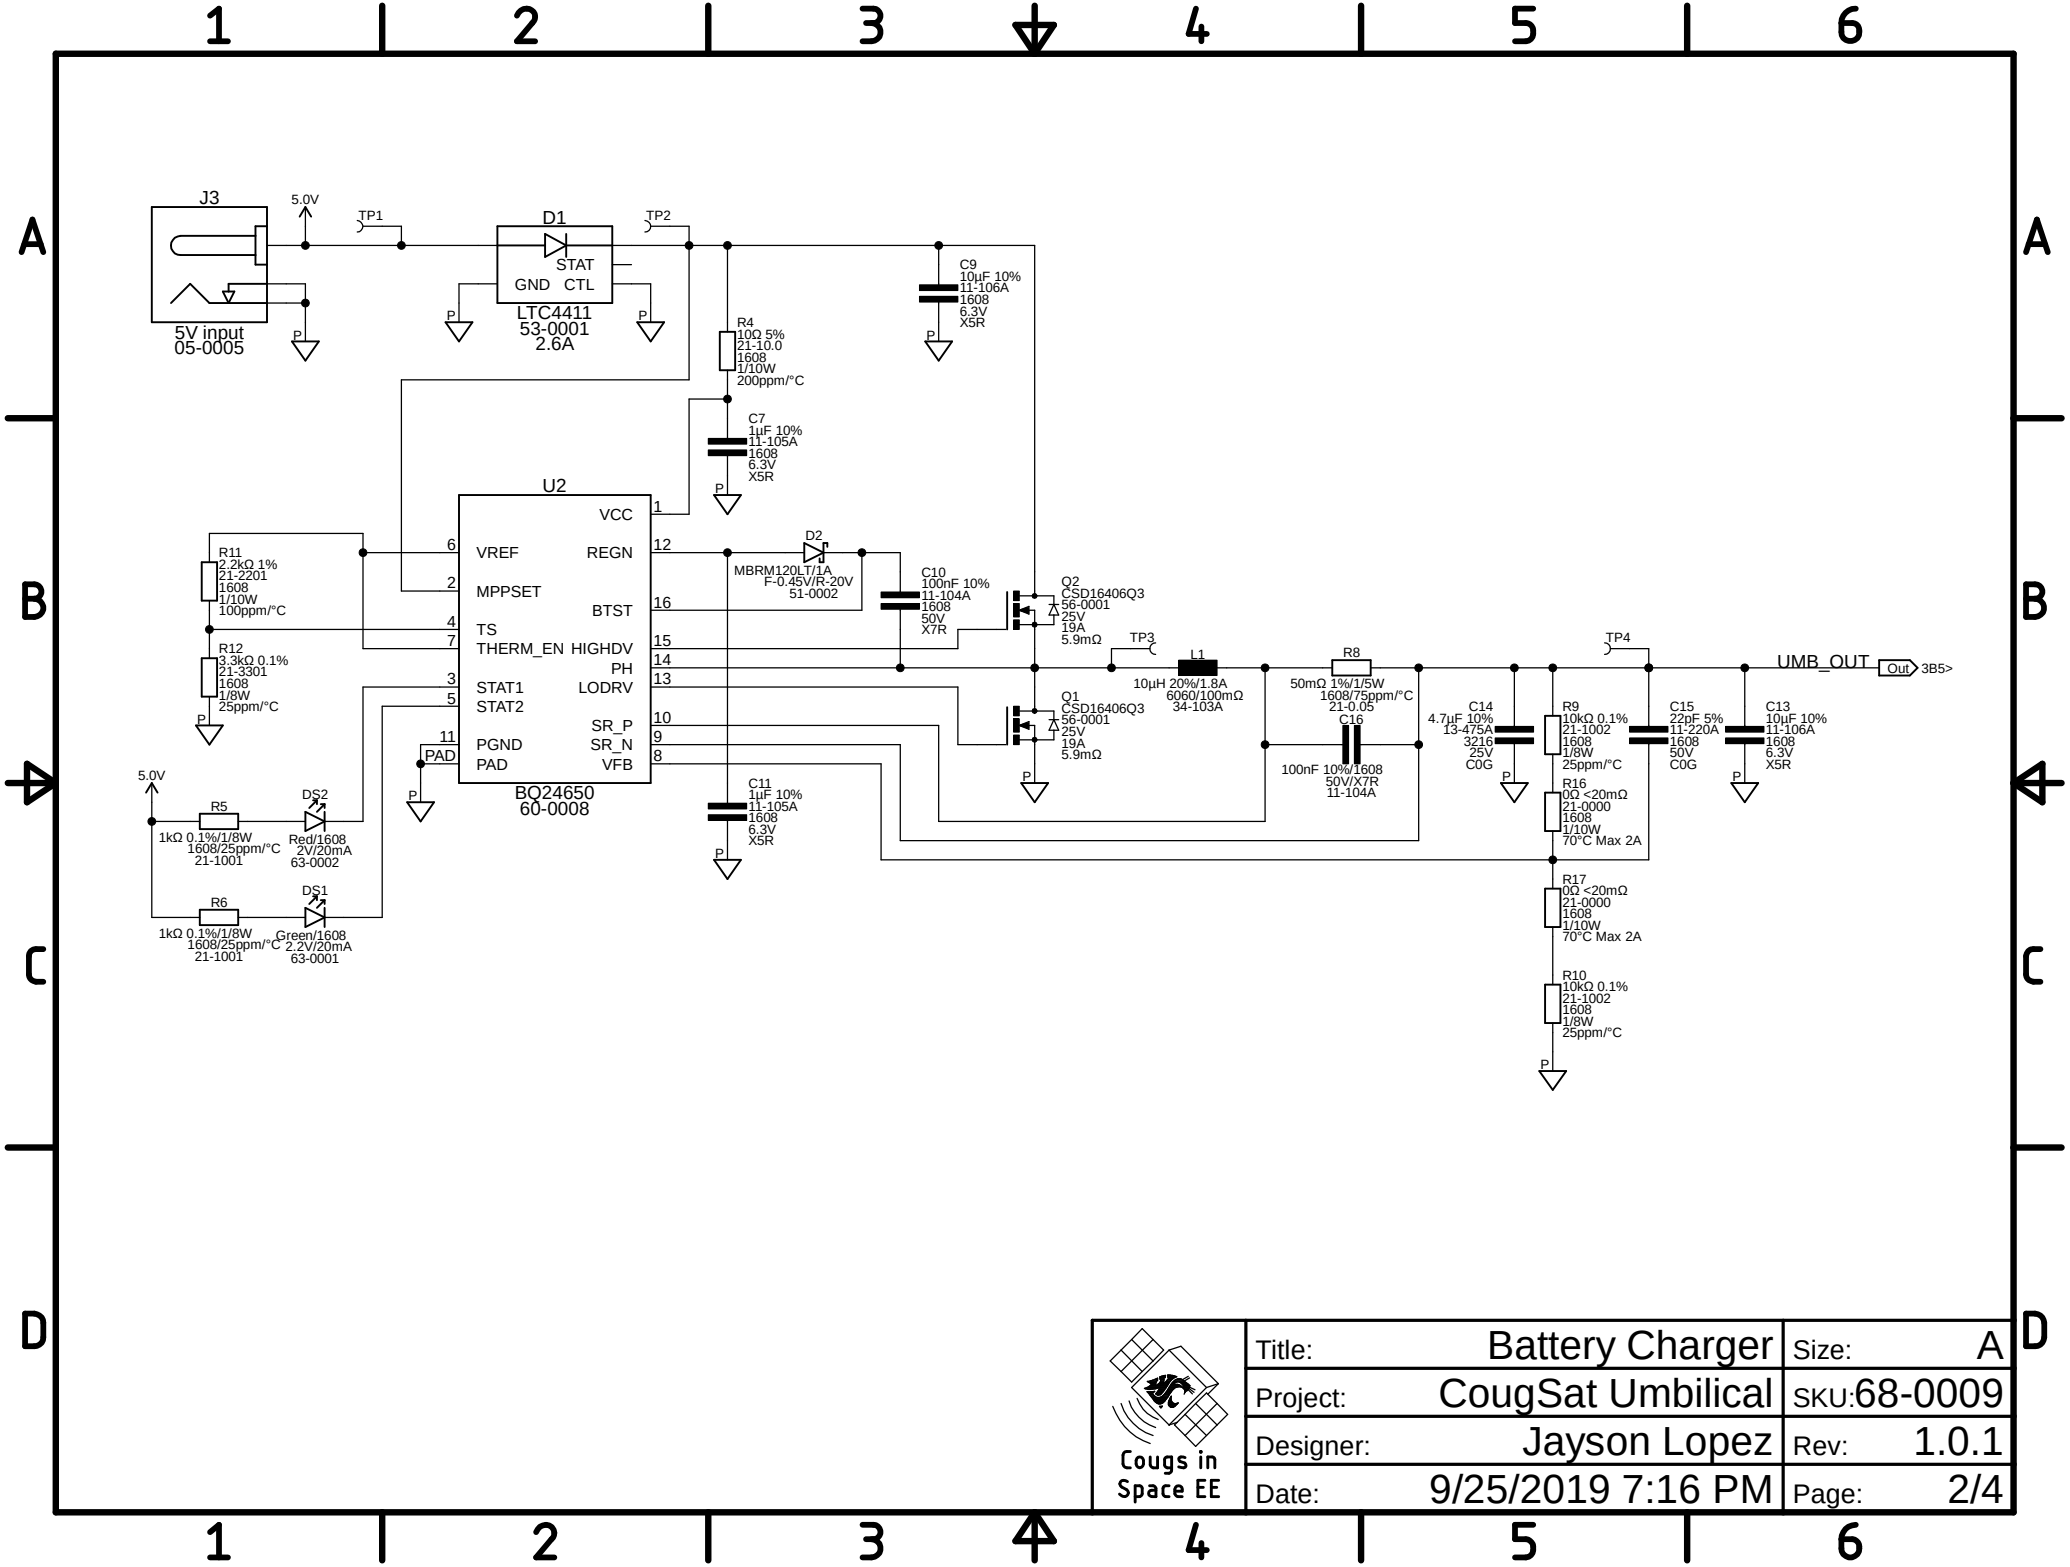 1 2 3 4 5 6
A A
B B
C C
D D
J3
5V input
05-0005
5.0V
P
TP1
D1
STAT
GND CTL
LTC4411
53-0001
2.6A
P
P
TP2
R4
10Ω 5%
21-10.0
1608
1/10W
200ppm/°C
C9
10µF 10%
11-106A
1608
6.3V
X5R
P
C7
1µF 10%
11-105A
1608
6.3V
X5R
P
U2
VCC 1
6 VREF REGN 12
2 MPPSET
BTST 16
4 TS
7 THERM_EN HIGHDV 15
PH 14
3 STAT1 LODRV 13
5 STAT2
SR_P 10
11 PGND SR_N 9
PAD PAD VFB 8
BQ24650
60-0008
P
R11
2.2kΩ 1%
21-2201
1608
1/10W
100ppm/°C
R12
3.3kΩ 0.1%
21-3301
1608
1/8W
25ppm/°C
P
5.0V
R5
1kΩ 0.1%/1/8W
1608/25ppm/°C
21-1001
DS2
Red/1608
2V/20mA
63-0002
R6
1kΩ 0.1%/1/8W
1608/25ppm/°C
21-1001
DS1
Green/1608
2.2V/20mA
63-0001
D2
MBRM120LT/1A
F-0.45V/R-20V
51-0002
C10
100nF 10%
11-104A
1608
50V
X7R
C11
1µF 10%
11-105A
1608
6.3V
X5R
P
Q2
CSD16406Q3
56-0001
25V
19A
5.9mΩ
Q1
CSD16406Q3
56-0001
25V
19A
5.9mΩ
P
TP3
L1
10µH 20%/1.8A
6060/100mΩ
34-103A
R8
50mΩ 1%/1/5W
1608/75ppm/°C
21-0.05
C16
100nF 10%/1608
50V/X7R
11-104A
C14
4.7µF 10%
13-475A
3216
25V
C0G
P
R9
10kΩ 0.1%
21-1002
1608
1/8W
25ppm/°C
R16
0Ω <20mΩ
21-0000
1608
1/10W
70°C Max 2A
R17
0Ω <20mΩ
21-0000
1608
1/10W
70°C Max 2A
R10
10kΩ 0.1%
21-1002
1608
1/8W
25ppm/°C
P
TP4
C15
22pF 5%
11-220A
1608
50V
C0G
C13
10µF 10%
11-106A
1608
6.3V
X5R
P
UMB_OUT Out 3B5>
Cougs in
Space EE
Title: Battery Charger Size: A
Project: CougSat Umbilical SKU: 68-0009
Designer: Jayson Lopez Rev: 1.0.1
Date: 9/25/2019 7:16 PM Page: 2/4
1 2 3 4 5 6